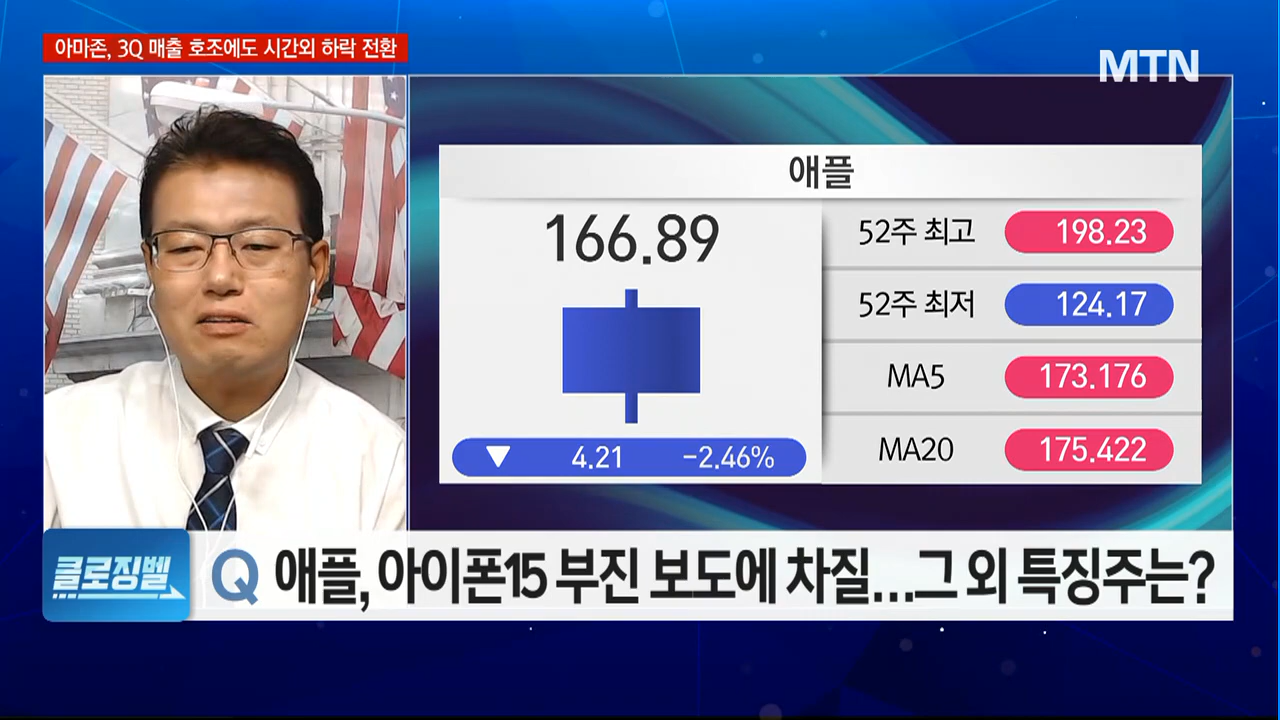 아마존, 3Q 매출 호조에도 시간외 하락 전환
MTN
애플
166.89
▼ 4.21 -2.46%
52주 최고 198.23
52주 최저 124.17
MA5 173.176
MA20 175.422
클로징벨
Q 애플, 아이폰15 부진 보도에 차질...그 외 특징주는?